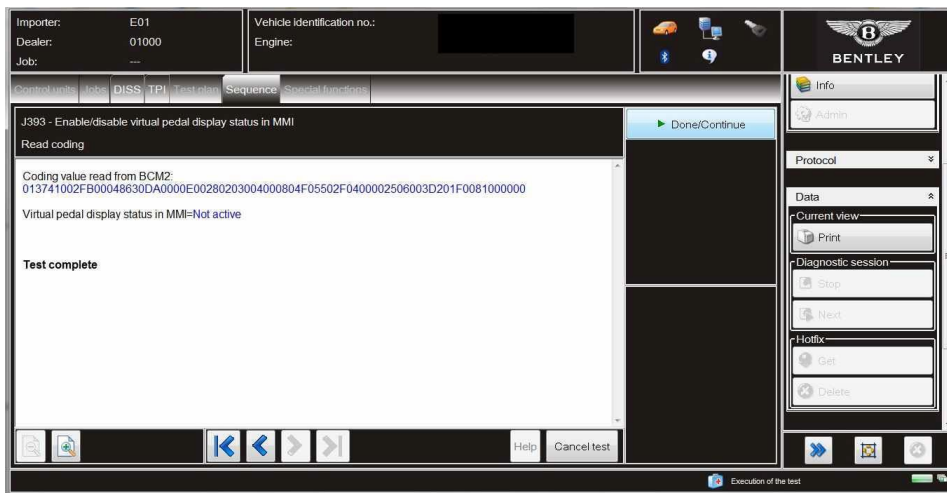 Importer: E01
Dealer: 01000
Job: ---
Vehicle identification no.:
Engine:
B
BENTLEY
Control units Jobs DISS TPI Test plan Sequence Special functions
J393 - Enable/disable virtual pedal display status in MMI
Read coding
Done/Continue
Coding value read from BCM2:
013741002FB00048630DA0000E00280203004000804F05502F0400002506003D201F0081000000
Virtual pedal display status in MMI=Not active
Test complete
Help
Cancel test
Info
Admin
Protocol
Data
Current view
Print
Diagnostic session
Stop
Next
Hotfix
Get
Delete
Execution of the test